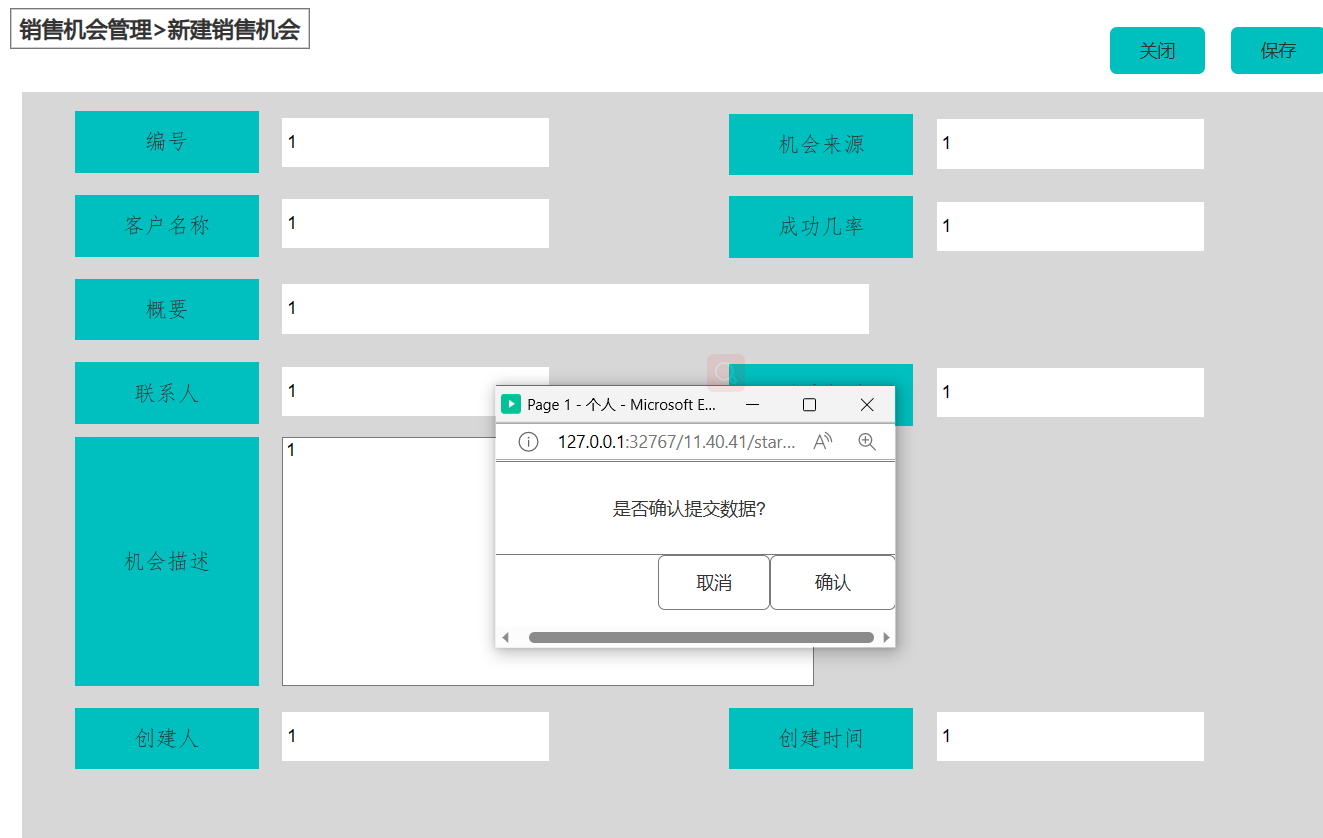 销售机会管理>新建销售机会
关闭 保存
编号 1 机会来源 1
客户名称 1 成功几率 1
概要 1
联系人 1 1
Page 1 - 个人 - Microsoft E...
127.0.0.1:32767/11.40.41/star...
是否确认提交数据?
取消 确认
机会描述 1
创建人 1 创建时间 1